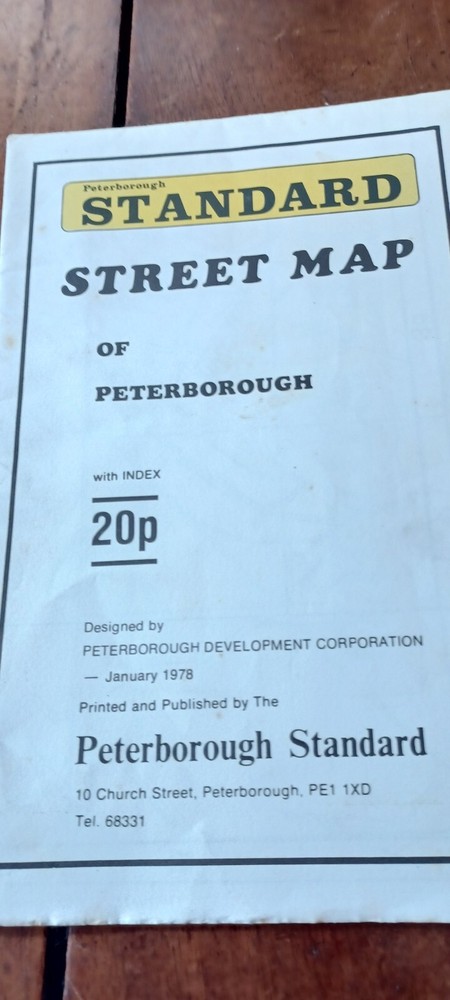 Peterborough
STANDARD
STREET MAP
OF
PETERBOROUGH
with INDEX
20p
Designed by
PETERBOROUGH DEVELOPMENT CORPORATION
— January 1978
Printed and Published by The
Peterborough Standard
10 Church Street, Peterborough, PE1 1XD
Tel. 68331